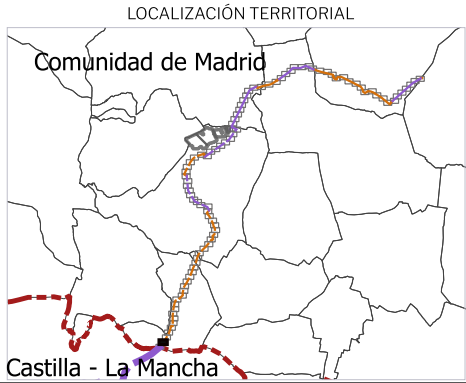 LOCALIZACIÓN TERRITORIAL
Comunidad de Madrid
Castilla - La Mancha